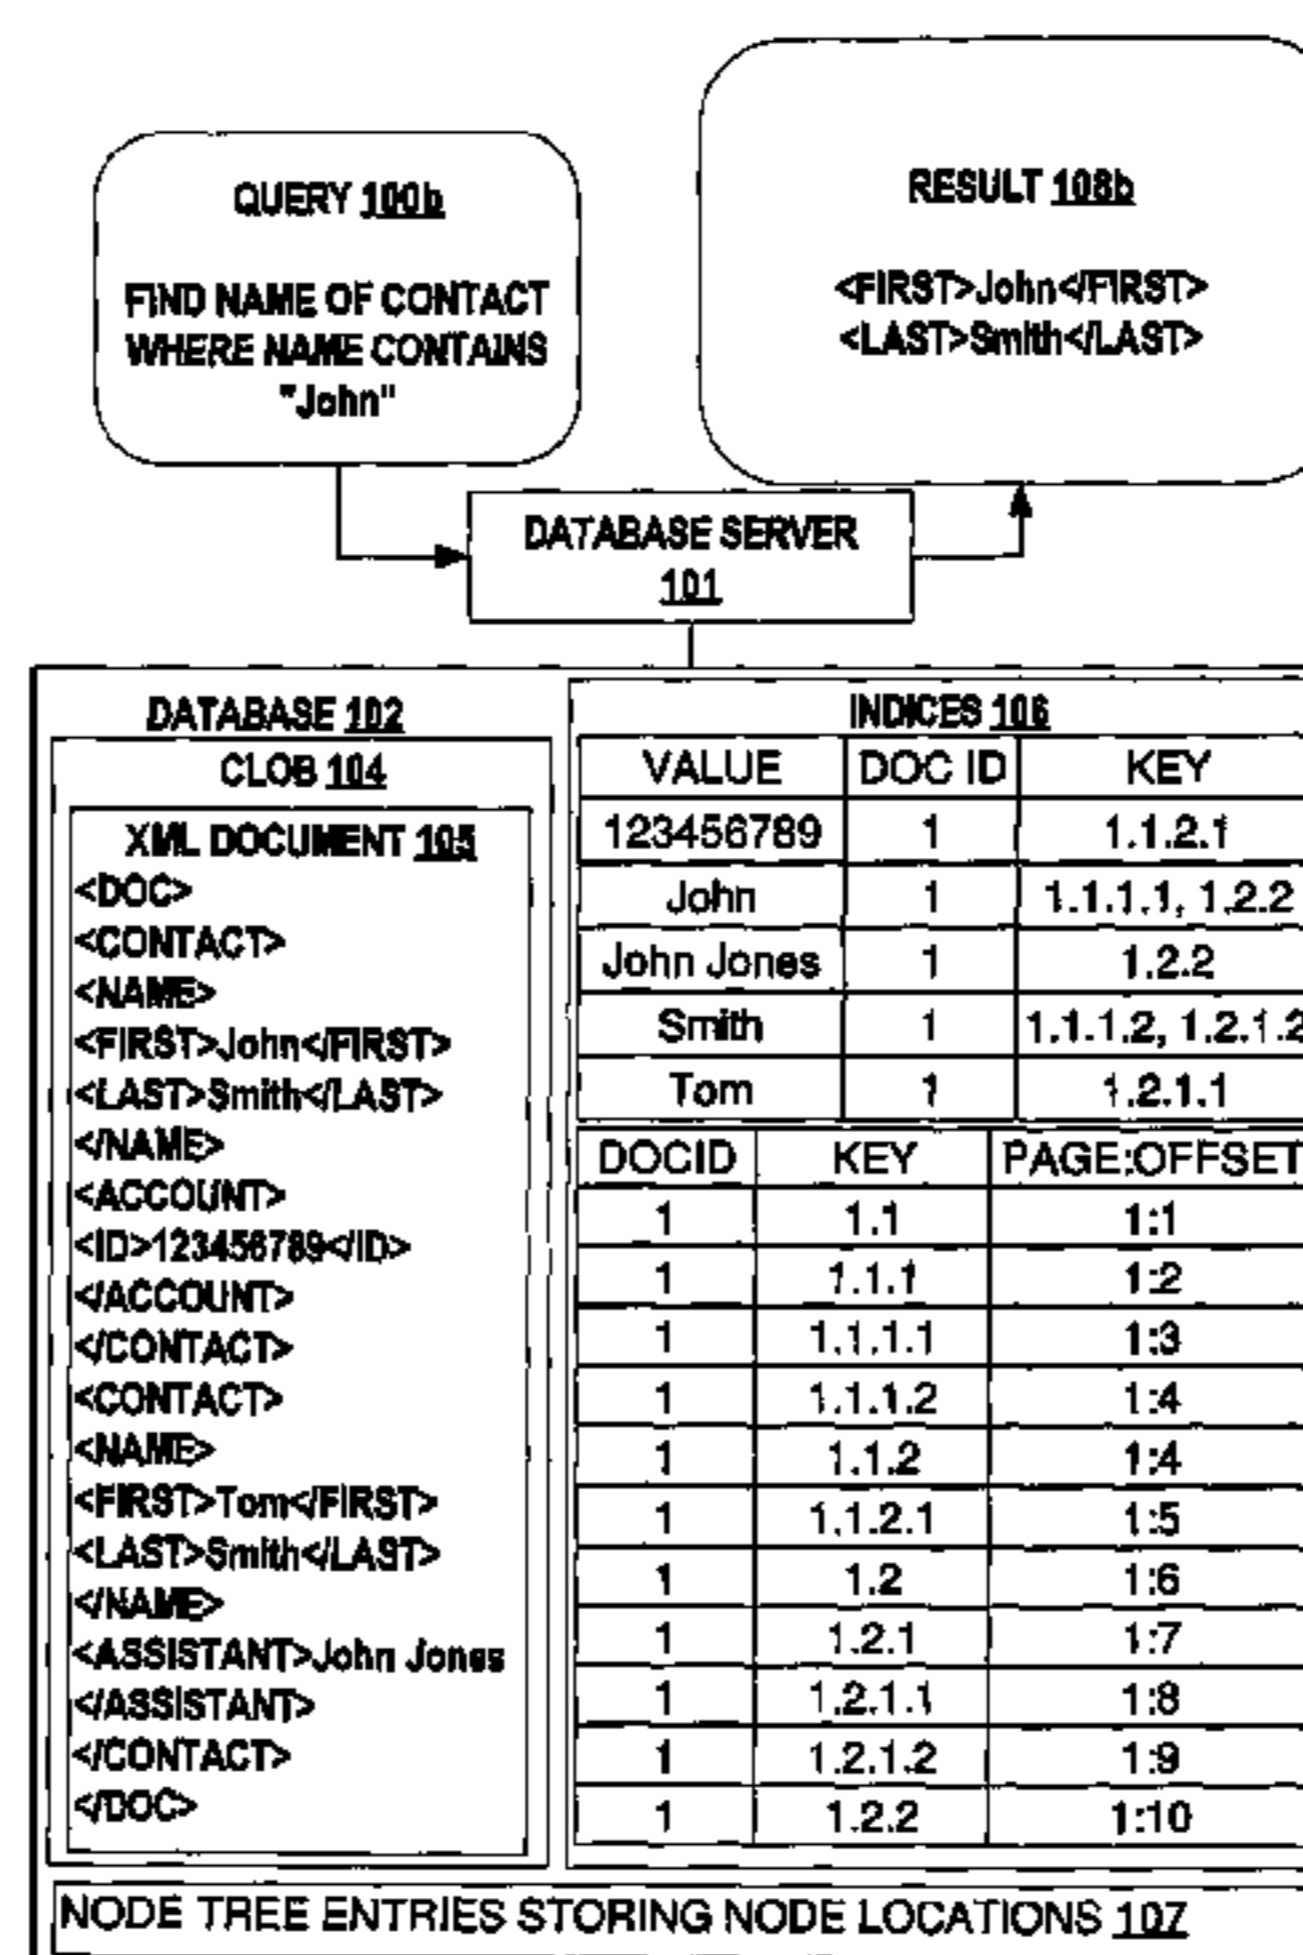 QUERY 100b
FIND NAME OF CONTACT
WHERE NAME CONTAINS
"John"
RESULT 108b
<FIRST>John</FIRST>
<LAST>Smith</LAST>
DATABASE SERVER
101
DATABASE 102
CLOB 104
XML DOCUMENT 105
<DOC>
<CONTACT>
<NAME>
<FIRST>John</FIRST>
<LAST>Smith</LAST>
</NAME>
<ACCOUNT>
<ID>123456789</ID>
</ACCOUNT>
</CONTACT>
<CONTACT>
<NAME>
<FIRST>Tom</FIRST>
<LAST>Smith</LAST>
</NAME>
<ASSISTANT>John Jones
</ASSISTANT>
</CONTACT>
</DOC>
INDICES 106
VALUE DOC ID KEY
123456789 1 1.1.2.1
John 1 1.1.1.1, 1.2.2
John Jones 1 1.2.2
Smith 1 1.1.1.2, 1.2.1.2
Tom 1 1.2.1.1
DOCID KEY PAGE:OFFSET
1 1.1 1:1
1 1.1.1 1:2
1 1.1.1.1 1:3
1 1.1.1.2 1:4
1 1.1.2 1:4
1 1.1.2.1 1:5
1 1.2 1:6
1 1.2.1 1:7
1 1.2.1.1 1:8
1 1.2.1.2 1:9
1 1.2.2 1:10
NODE TREE ENTRIES STORING NODE LOCATIONS 107